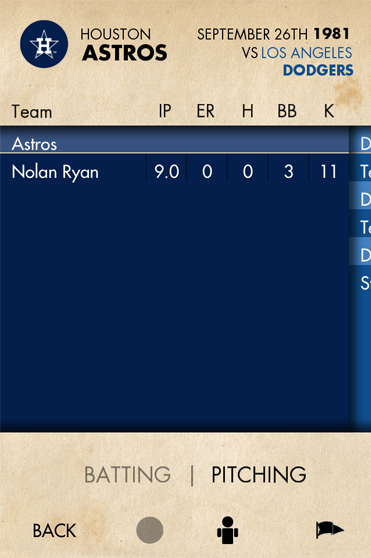 H
HOUSTON
ASTROS
SEPTEMBER 26TH 1981
VS LOS ANGELES
DODGERS
Team IP ER H BB K
Astros
Nolan Ryan 9.0 0 0 3 11
D
Te
D
Te
D
St
BATTING | PITCHING
BACK